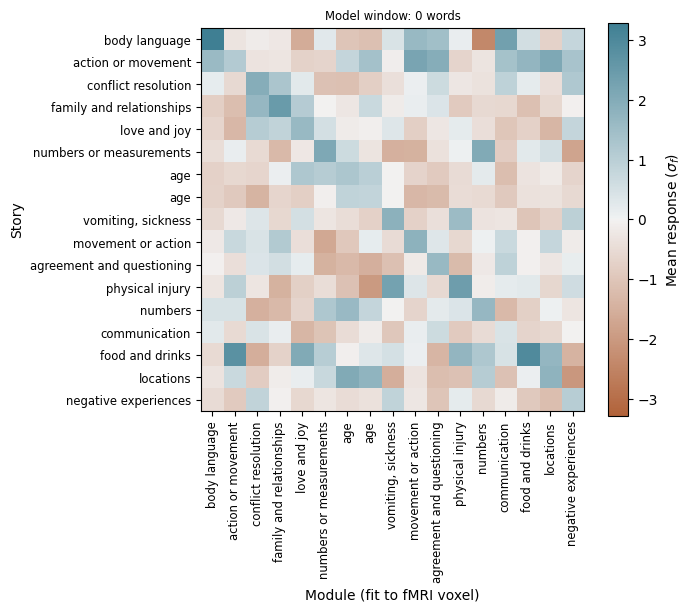 Model window: 0 words
body language
action or movement
conflict resolution
family and relationships
love and joy
numbers or measurements
age
age
vomiting, sickness
movement or action
agreement and questioning
physical injury
numbers
communication
food and drinks
locations
negative experiences
Story
body language
action or movement
conflict resolution
family and relationships
love and joy
numbers or measurements
age
age
vomiting, sickness
movement or action
agreement and questioning
physical injury
numbers
communication
food and drinks
locations
negative experiences
Module (fit to fMRI voxel)
3
2
1
0
−1
−2
−3
Mean response (σ_f)